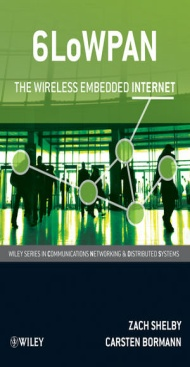 6LoWPAN
THE WIRELESS EMBEDDED INTERNET
WILEY SERIES IN COMMUNICATIONS NETWORKING & DISTRIBUTED SYSTEMS
ZACH SHELBY
WILEY
CARSTEN BORMANN